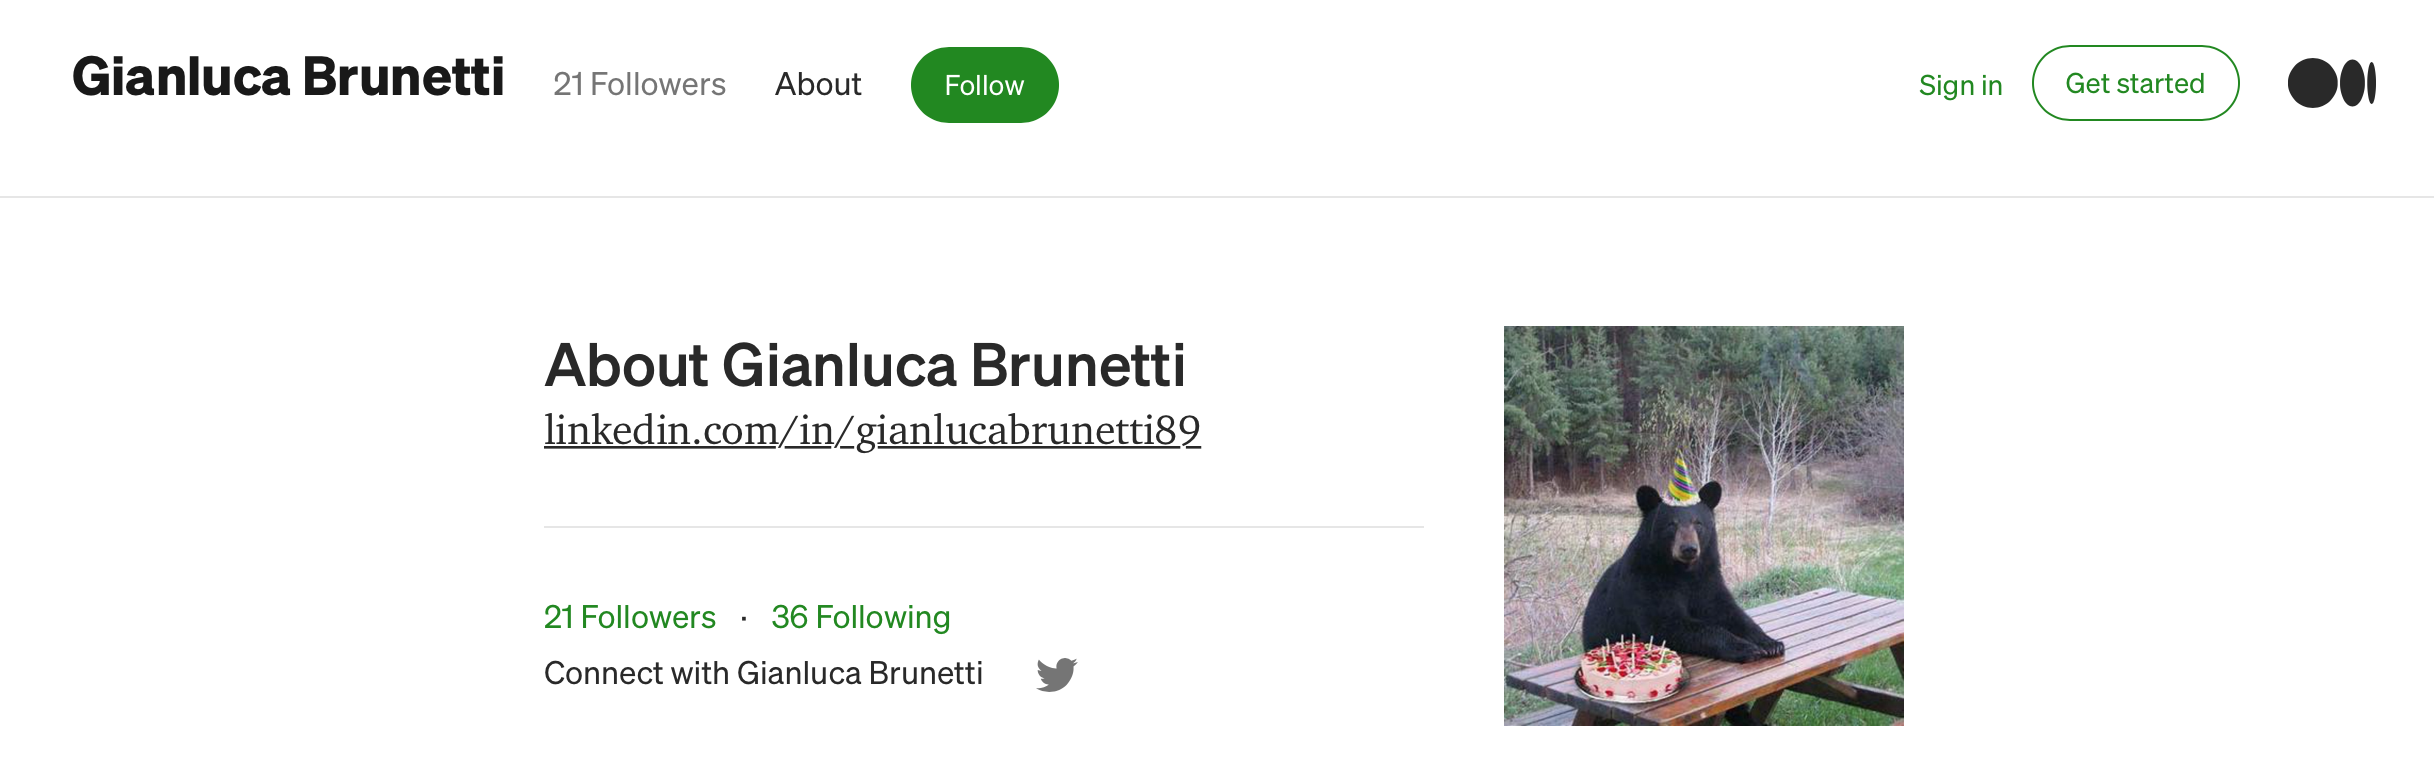 Gianluca Brunetti 21 Followers About Follow Sign in Get started
About Gianluca Brunetti
linkedin.com/in/gianlucabrunetti89
21 Followers · 36 Following
Connect with Gianluca Brunetti